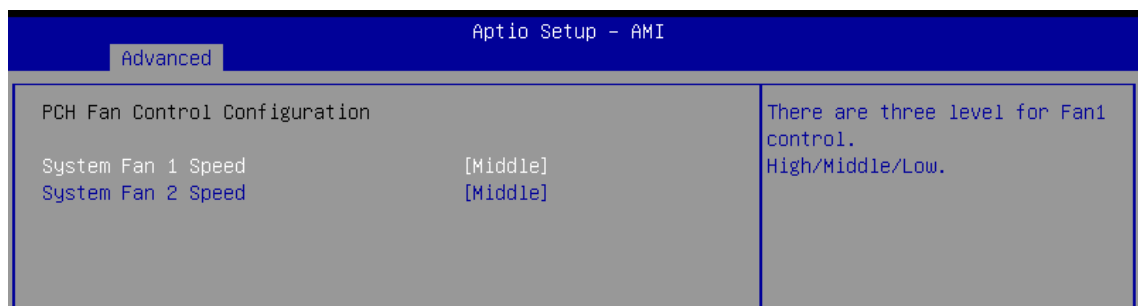 Aptio Setup - AMI
Advanced
PCH Fan Control Configuration
System Fan 1 Speed [Middle]
System Fan 2 Speed [Middle]
There are three level for Fan1
control.
High/Middle/Low.